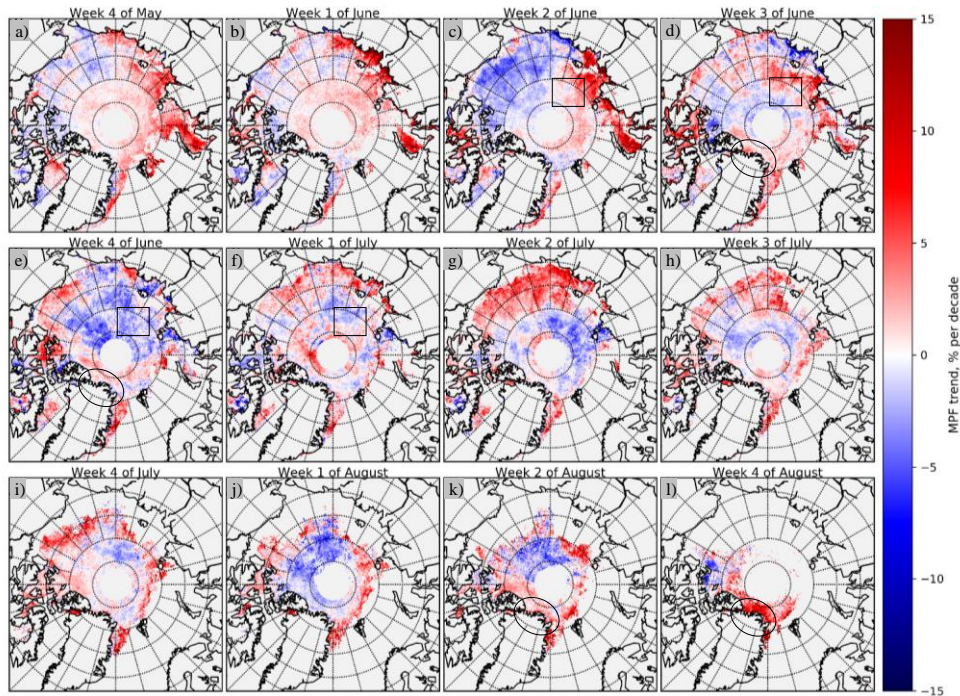 Week 4 of May
Week 1 of June
Week 2 of June
Week 3 of June
a)
b)
c)
d)
Week 4 of June
Week 1 of July
Week 2 of July
Week 3 of July
e)
f)
g)
h)
Week 4 of July
Week 1 of August
Week 2 of August
Week 4 of August
i)
j)
k)
l)
15
10
5
0
−5
−10
−15
MPF trend, % per decade